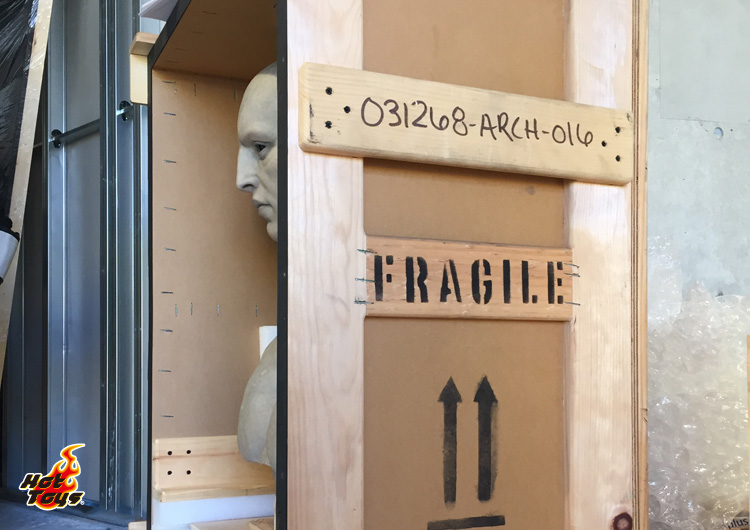 031268-ARCH-016
FRAGILE
Hot
Toys